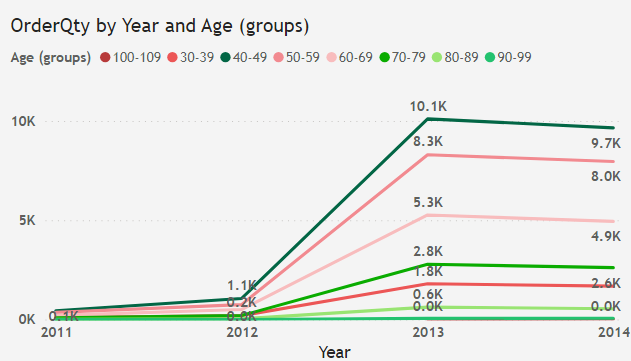 OrderQty by Year and Age (groups)
Age (groups) 100-109 30-39 40-49 50-59 60-69 70-79 80-89 90-99
10.1K
10K
9.7K
8.3K
8.0K
5.3K
5K
4.9K
2.8K
1.8K
2.6K
1.1K
0.6K
0.2K
0.0K
0.0K
0.1K
0K
2011 2012 2013 2014
Year